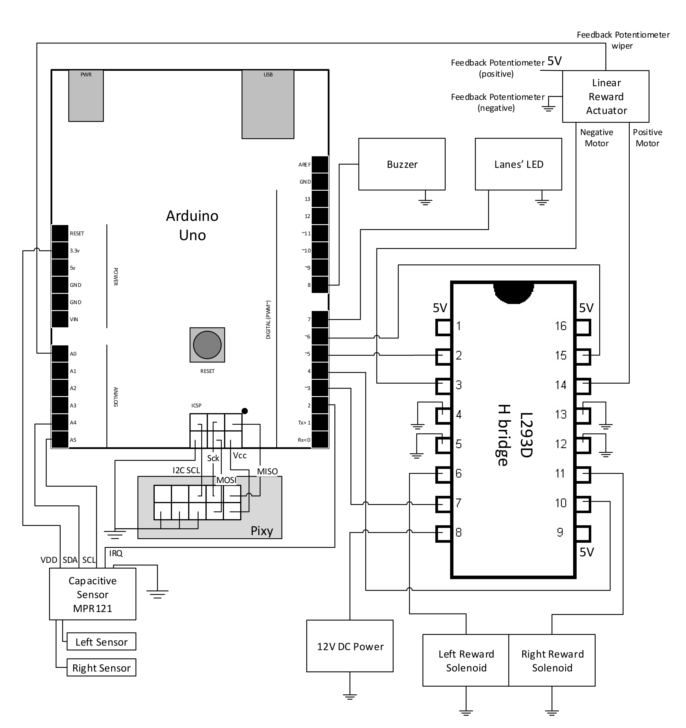 Feedback Potentiometer
wiper
Feedback Potentiometer 5V
(positive)
Feedback Potentiometer
(negative)
Linear
Reward
Actuator
Negative
Motor
Positive
Motor
PWR
USB
Buzzer
Lanes' LED
Arduino
Uno
AREF
GND
13
12
~11
~10
~9
8
7
~6
~5
4
~3
2
Tx>1
Rx<0
DIGITAL (PWM~)
RESET
3.3v
5v
GND
GND
VIN
POWER
A0
A1
A2
A3
A4
A5
ANALOG
RESET
ICSP
Sck
Vcc
I2C SCL
MISO
MOSI
Pixy
5V
5V
1
2
3
4
5
6
7
8
16
15
14
13
12
11
10
9
5V
L293D
H bridge
VDD SDA SCL IRQ
Capacitive
Sensor
MPR121
Left Sensor
Right Sensor
12V DC Power
Left Reward
Solenoid
Right Reward
Solenoid